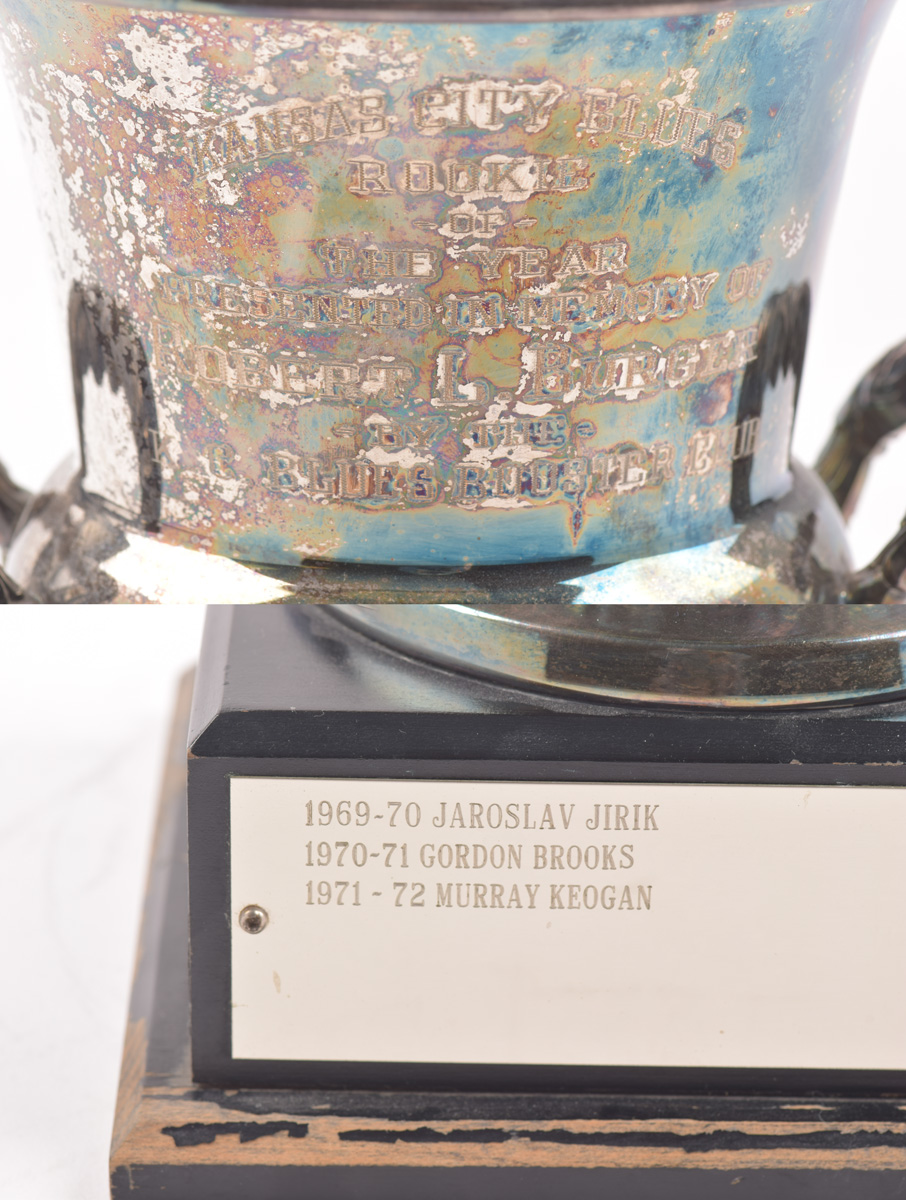 KANSAS CITY BLUES
ROOKIE
-OF-
THE YEAR
PRESENTED IN MEMORY OF
ROBERT L. BURGER
-BY THE-
K.C. BLUES BOOSTER CLUB
1969-70 JAROSLAV JIRIK
1970-71 GORDON BROOKS
1971-72 MURRAY KEOGAN